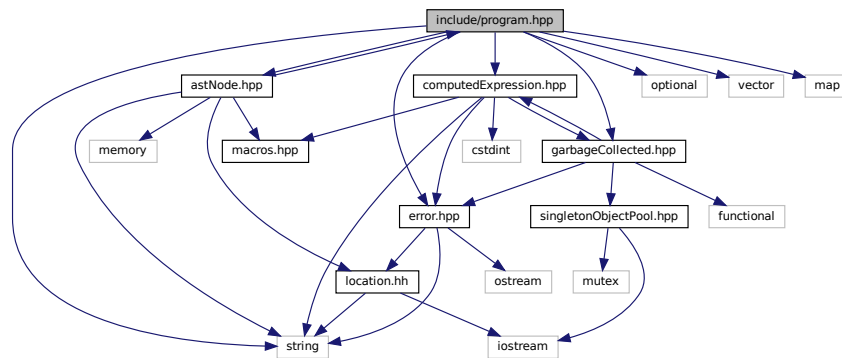 include/program.hpp
astNode.hpp
computedExpression.hpp
optional
vector
map
memory
macros.hpp
cstdint
garbageCollected.hpp
error.hpp
singletonObjectPool.hpp
functional
location.hh
ostream
mutex
string
iostream